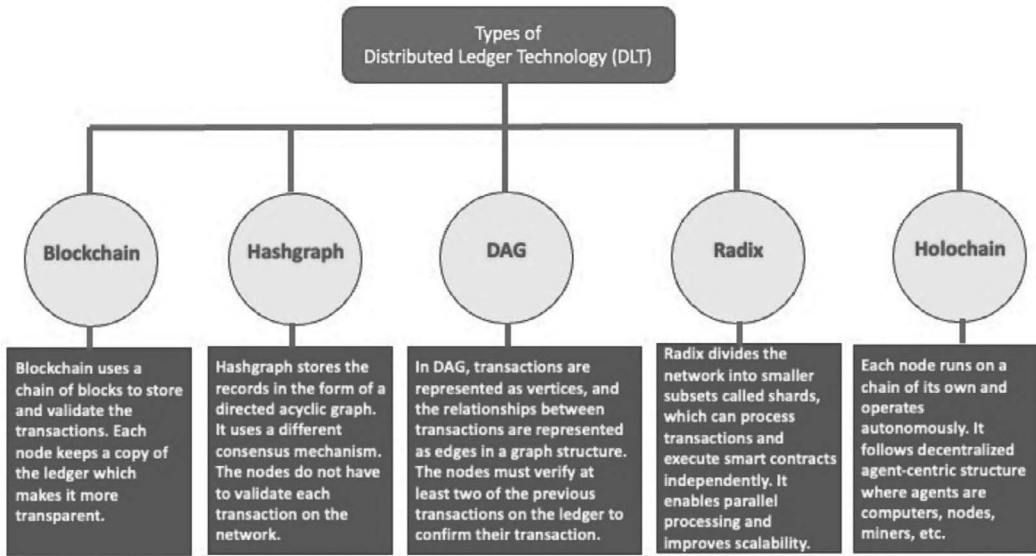 Types of
Distributed Ledger Technology (DLT)
Blockchain
Hashgraph
DAG
Radix
Holochain
Blockchain uses a
chain of blocks to store
and validate the
transactions. Each
node keeps a copy of
the ledger which
makes it more
transparent.
Hashgraph stores the
records in the form of a
directed acyclic graph.
It uses a different
consensus mechanism.
The nodes do not have
to validate each
transaction on the
network.
In DAG, transactions are
represented as vertices, and
the relationships between
transactions are represented
as edges in a graph structure.
The nodes must verify at
least two of the previous
transactions on the ledger to
confirm their transaction.
Radix divides the
network into smaller
subsets called shards,
which can process
transactions and
execute smart contracts
independently. It
enables parallel
processing and
improves scalability.
Each node runs on a
chain of its own and
operates
autonomously. It
follows decentralized
agent-centric structure
where agents are
computers, nodes,
miners, etc.